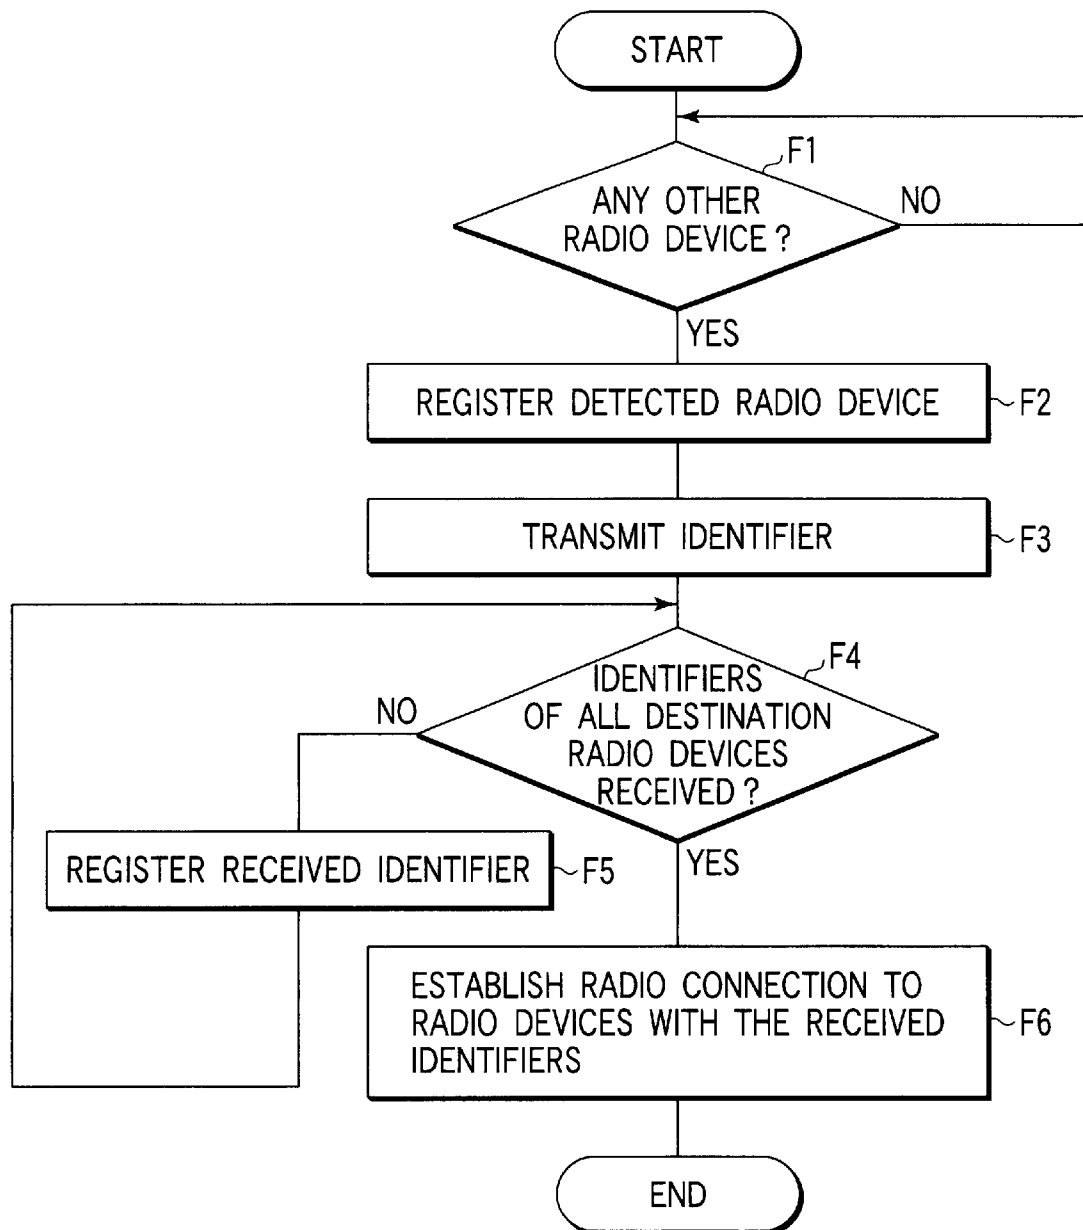 START
F1
ANY OTHER
RADIO DEVICE?
NO
YES
REGISTER DETECTED RADIO DEVICE
F2
TRANSMIT IDENTIFIER
F3
F4
IDENTIFIERS
OF ALL DESTINATION
RADIO DEVICES
RECEIVED?
NO
YES
REGISTER RECEIVED IDENTIFIER
F5
ESTABLISH RADIO CONNECTION TO
RADIO DEVICES WITH THE RECEIVED
IDENTIFIERS
F6
END